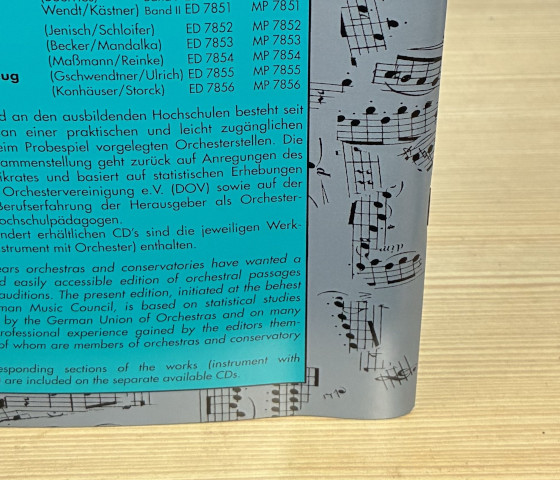 Wendt/Kästner) Band II ED 7851 MP 7851
(Jenisch/Schloifer) ED 7852 MP 7852
(Becker/Mandalka) ED 7853 MP 7853
(Maßmann/Reinke) ED 7854 MP 7854
ug (Gschwendtner/Ulrich) ED 7855 MP 7855
(Konhäuser/Storck) ED 7856 MP 7856
d an den ausbildenden Hochschulen besteht seit
an einer praktischen und leicht zugänglichen
eim Probespiel vorgelegten Orchesterstellen. Die
ammenstellung geht zurück auf Anregungen des
ikrates und basiert auf statistischen Erhebungen
Orchestervereinigung e.V. (DOV) sowie auf der
Berufserfahrung der Herausgeber als Orchester-
ochschulpädagogen.
ndert erhältlichen CD's sind die jeweiligen Werk-
strument mit Orchester) enthalten.
ears orchestras and conservatories have wanted a
d easily accessible edition of orchestral passages
auditions. The present edition, initiated at the behest
man Music Council, is based on statistical studies
by the German Union of Orchestras and on many
rofessional experience gained by the editors them-
of whom are members of orchestras and conservatory
sponding sections of the works (instrument with
are included on the separate available CDs.
dim.